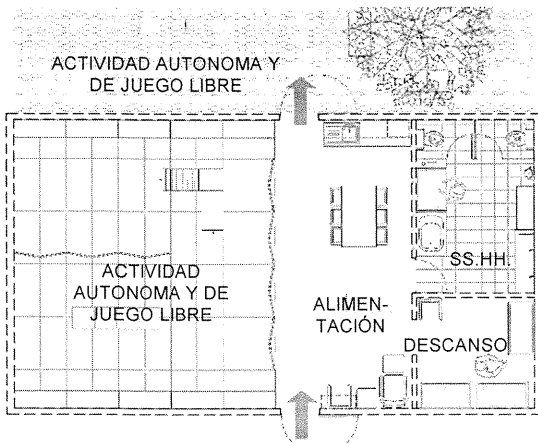 ACTIVIDAD AUTONOMA Y
DE JUEGO LIBRE
ACTIVIDAD
AUTONOMA Y DE
JUEGO LIBRE
ALIMEN-
TACIÓN
SS.HH.
DESCANSO